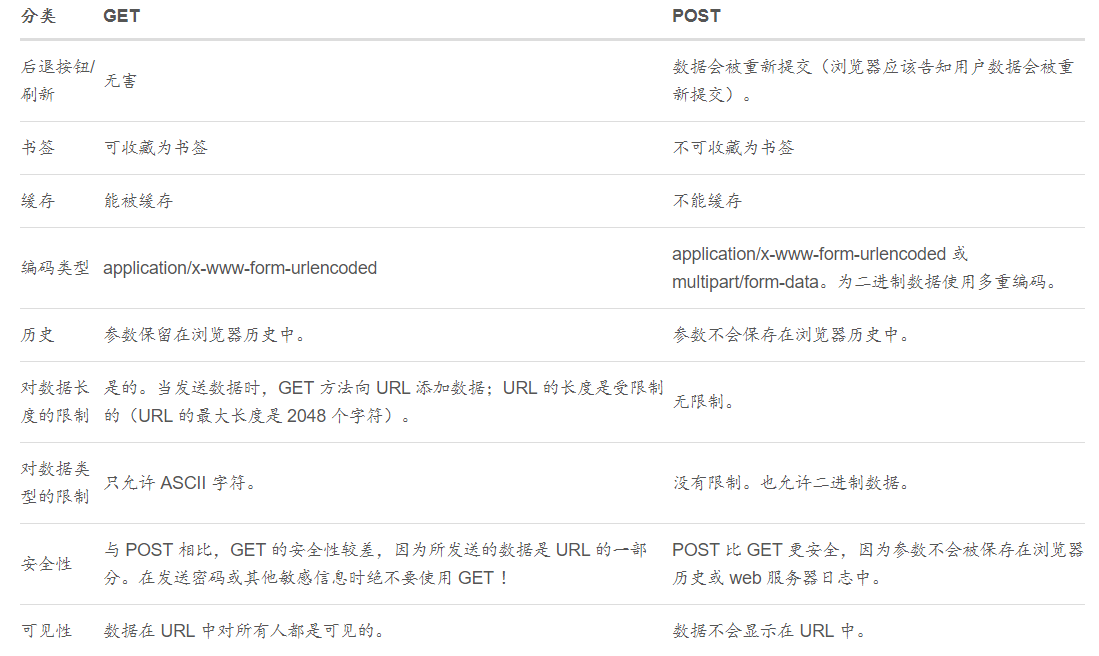 分类 GET POST
后退按钮/
刷新
无害
数据会被重新提交（浏览器应该告知用户数据会被重
新提交）。
书签 可收藏为书签 不可收藏为书签
缓存 能被缓存 不能缓存
编码类型 application/x-www-form-urlencoded
application/x-www-form-urlencoded 或
multipart/form-data。为二进制数据使用多重编码。
历史 参数保留在浏览器历史中。 参数不会保存在浏览器历史中。
对数据长
度的限制
是的。当发送数据时，GET 方法向 URL 添加数据；URL 的长度是受限制
的（URL 的最大长度是 2048 个字符）。
无限制。
对数据类
型的限制
只允许 ASCII 字符。
没有限制。也允许二进制数据。
安全性
与 POST 相比，GET 的安全性较差，因为所发送的数据是 URL 的一部
分。在发送密码或其他敏感信息时绝不要使用 GET ！
POST 比 GET 更安全，因为参数不会被保存在浏览器
历史或 web 服务器日志中。
可见性 数据在 URL 中对所有人都是可见的。 数据不会显示在 URL 中。